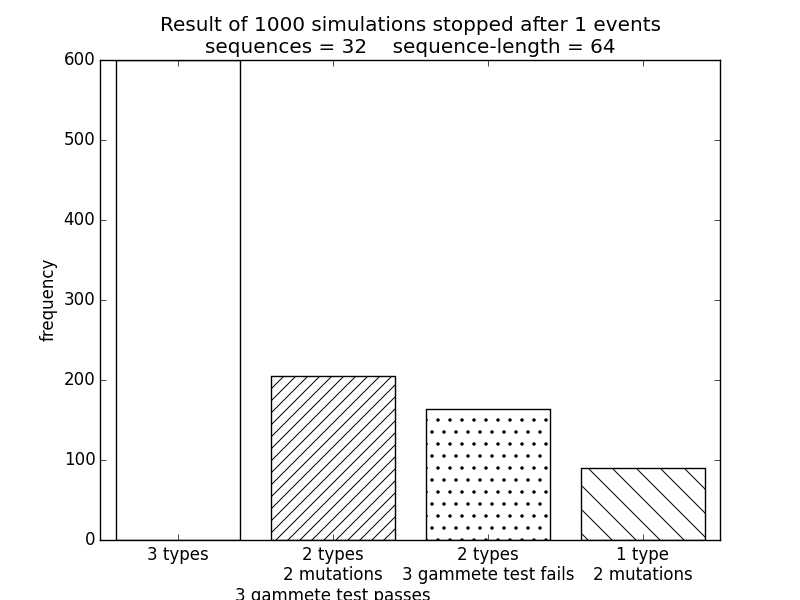 Result of 1000 simulations stopped after 1 events
sequences = 32    sequence-length = 64
600
500
400
300
200
100
0
frequency
3 types
2 types
2 mutations
3 gammete test passes
2 types
3 gammete test fails
1 type
2 mutations